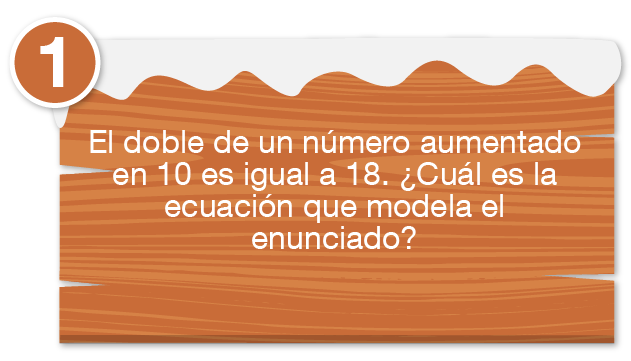 1
El doble de un número aumentado
en 10 es igual a 18. ¿Cuál es la
ecuación que modela el
enunciado?